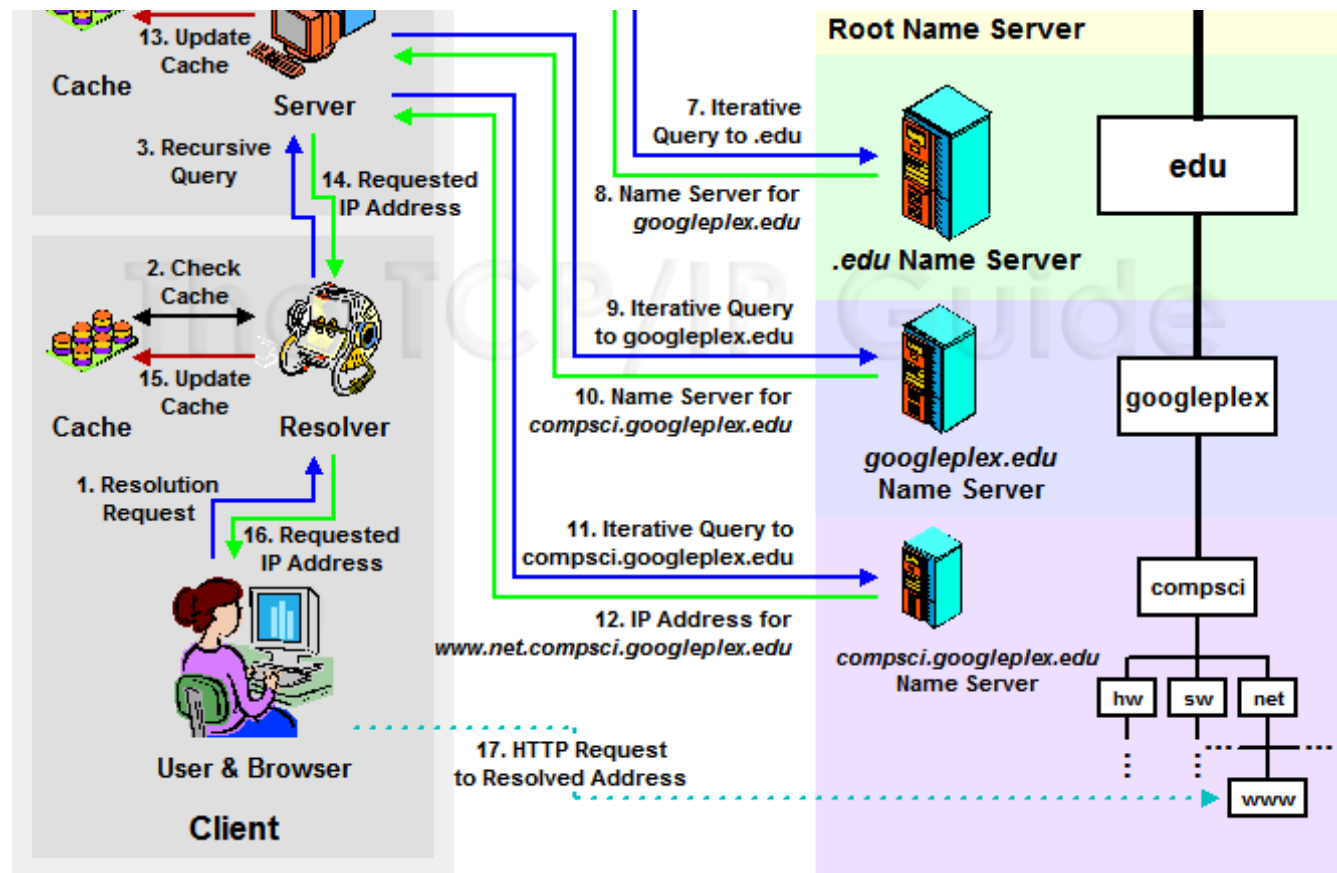 13. Update
Cache
Cache
Server
3. Recursive
Query
14. Requested
IP Address
2. Check
Cache
15. Update
Cache
Cache
Resolver
1. Resolution
Request
16. Requested
IP Address
User & Browser
Client
7. Iterative
Query to .edu
8. Name Server for
googleplex.edu
9. Iterative Query
to googleplex.edu
10. Name Server for
compsci.googleplex.edu
11. Iterative Query to
compsci.googleplex.edu
12. IP Address for
www.net.compsci.googleplex.edu
17. HTTP Request
to Resolved Address
Root Name Server
.edu Name Server
googleplex.edu
Name Server
compsci.googleplex.edu
Name Server
edu
googleplex
compsci
hw
sw
net
www
The TCP/IP Guide